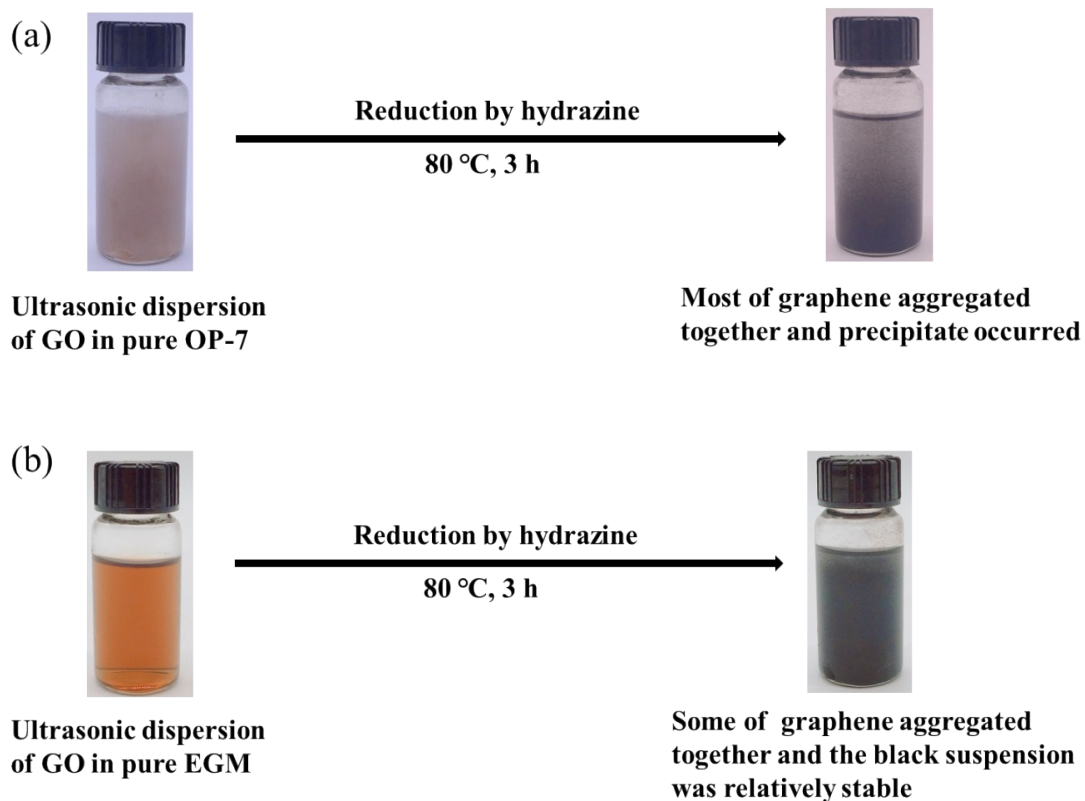 (a)
Reduction by hydrazine
80 °C, 3 h
Ultrasonic dispersion
of GO in pure OP-7
Most of graphene aggregated
together and precipitate occurred
(b)
Reduction by hydrazine
80 °C, 3 h
Ultrasonic dispersion
of GO in pure EGM
Some of graphene aggregated
together and the black suspension
was relatively stable